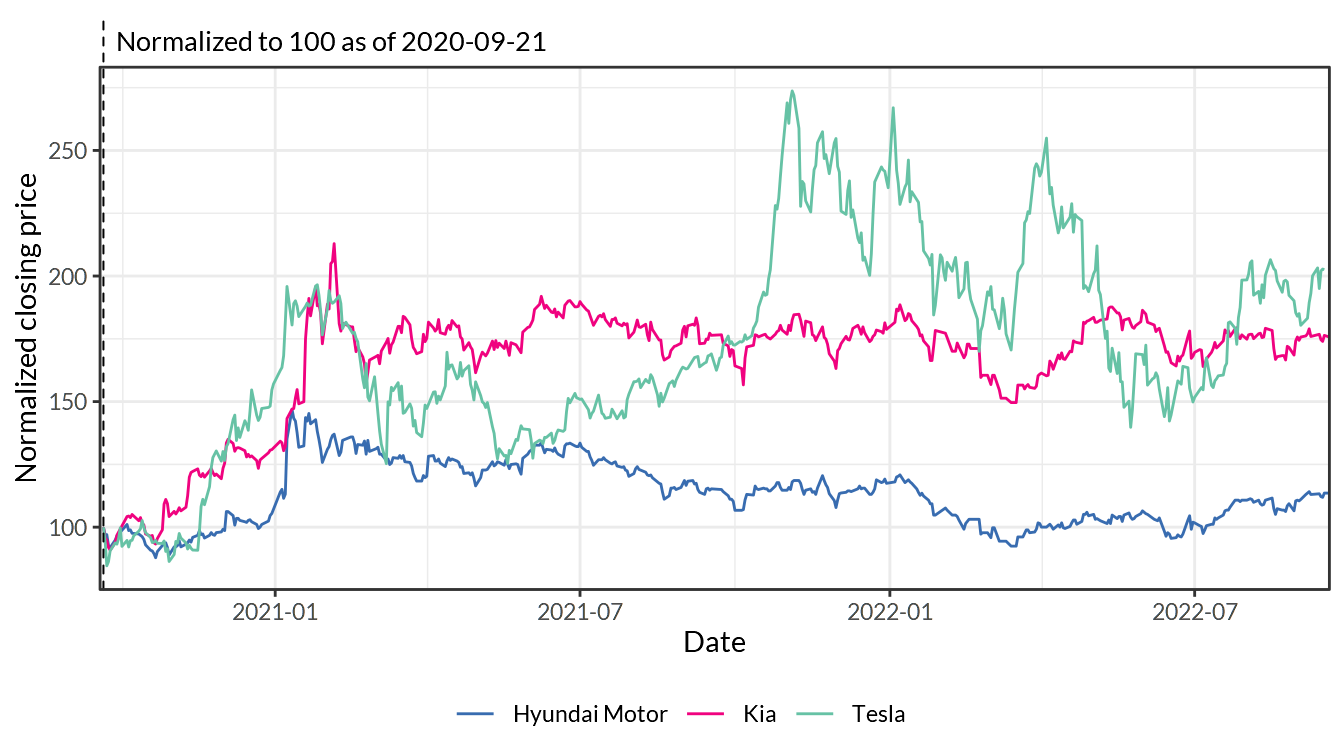 Normalized to 100 as of 2020-09-21
Normalized closing price
250
200
150
100
2021-01
2021-07
2022-01
2022-07
Date
Hyundai Motor
Kia
Tesla